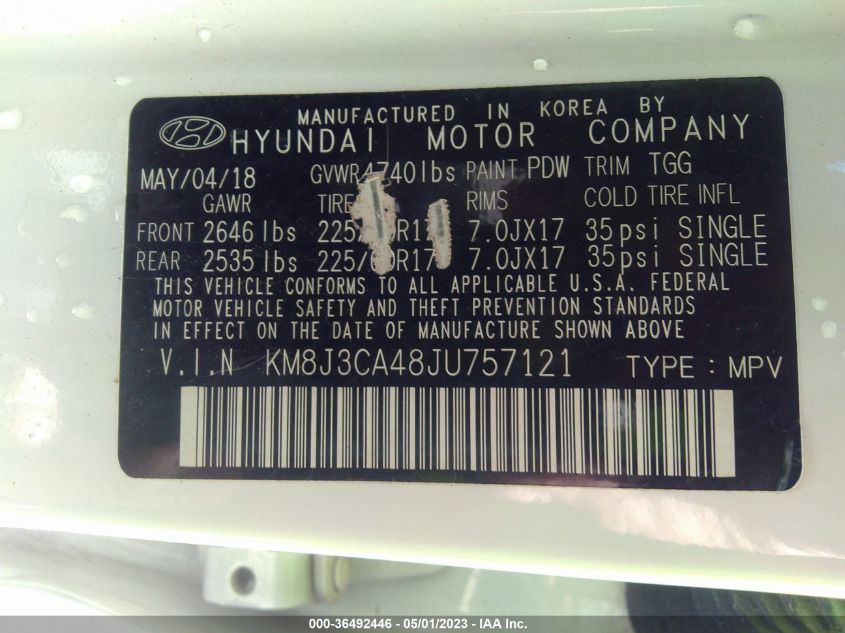 MANUFACTURED IN KOREA BY
HYUNDAI MOTOR COMPANY
MAY/04/18 GVWR 4740lbs PAINT PDW TRIM TGG
GAWR TIRE RIMS COLD TIRE INFL
FRONT 2646 lbs 7.0JX17 35psi SINGLE
REAR 2535 lbs 7.0JX17 35psi SINGLE
THIS VEHICLE CONFORMS TO ALL APPLICABLE U.S.A. FEDERAL
MOTOR VEHICLE SAFETY AND THEFT PREVENTION STANDARDS
IN EFFECT ON THE DATE OF MANUFACTURE SHOWN ABOVE
V.I.N KM8J3CA48JU757121 TYPE: MPV
000-36492446 - 05/01/2023 - IAA Inc.